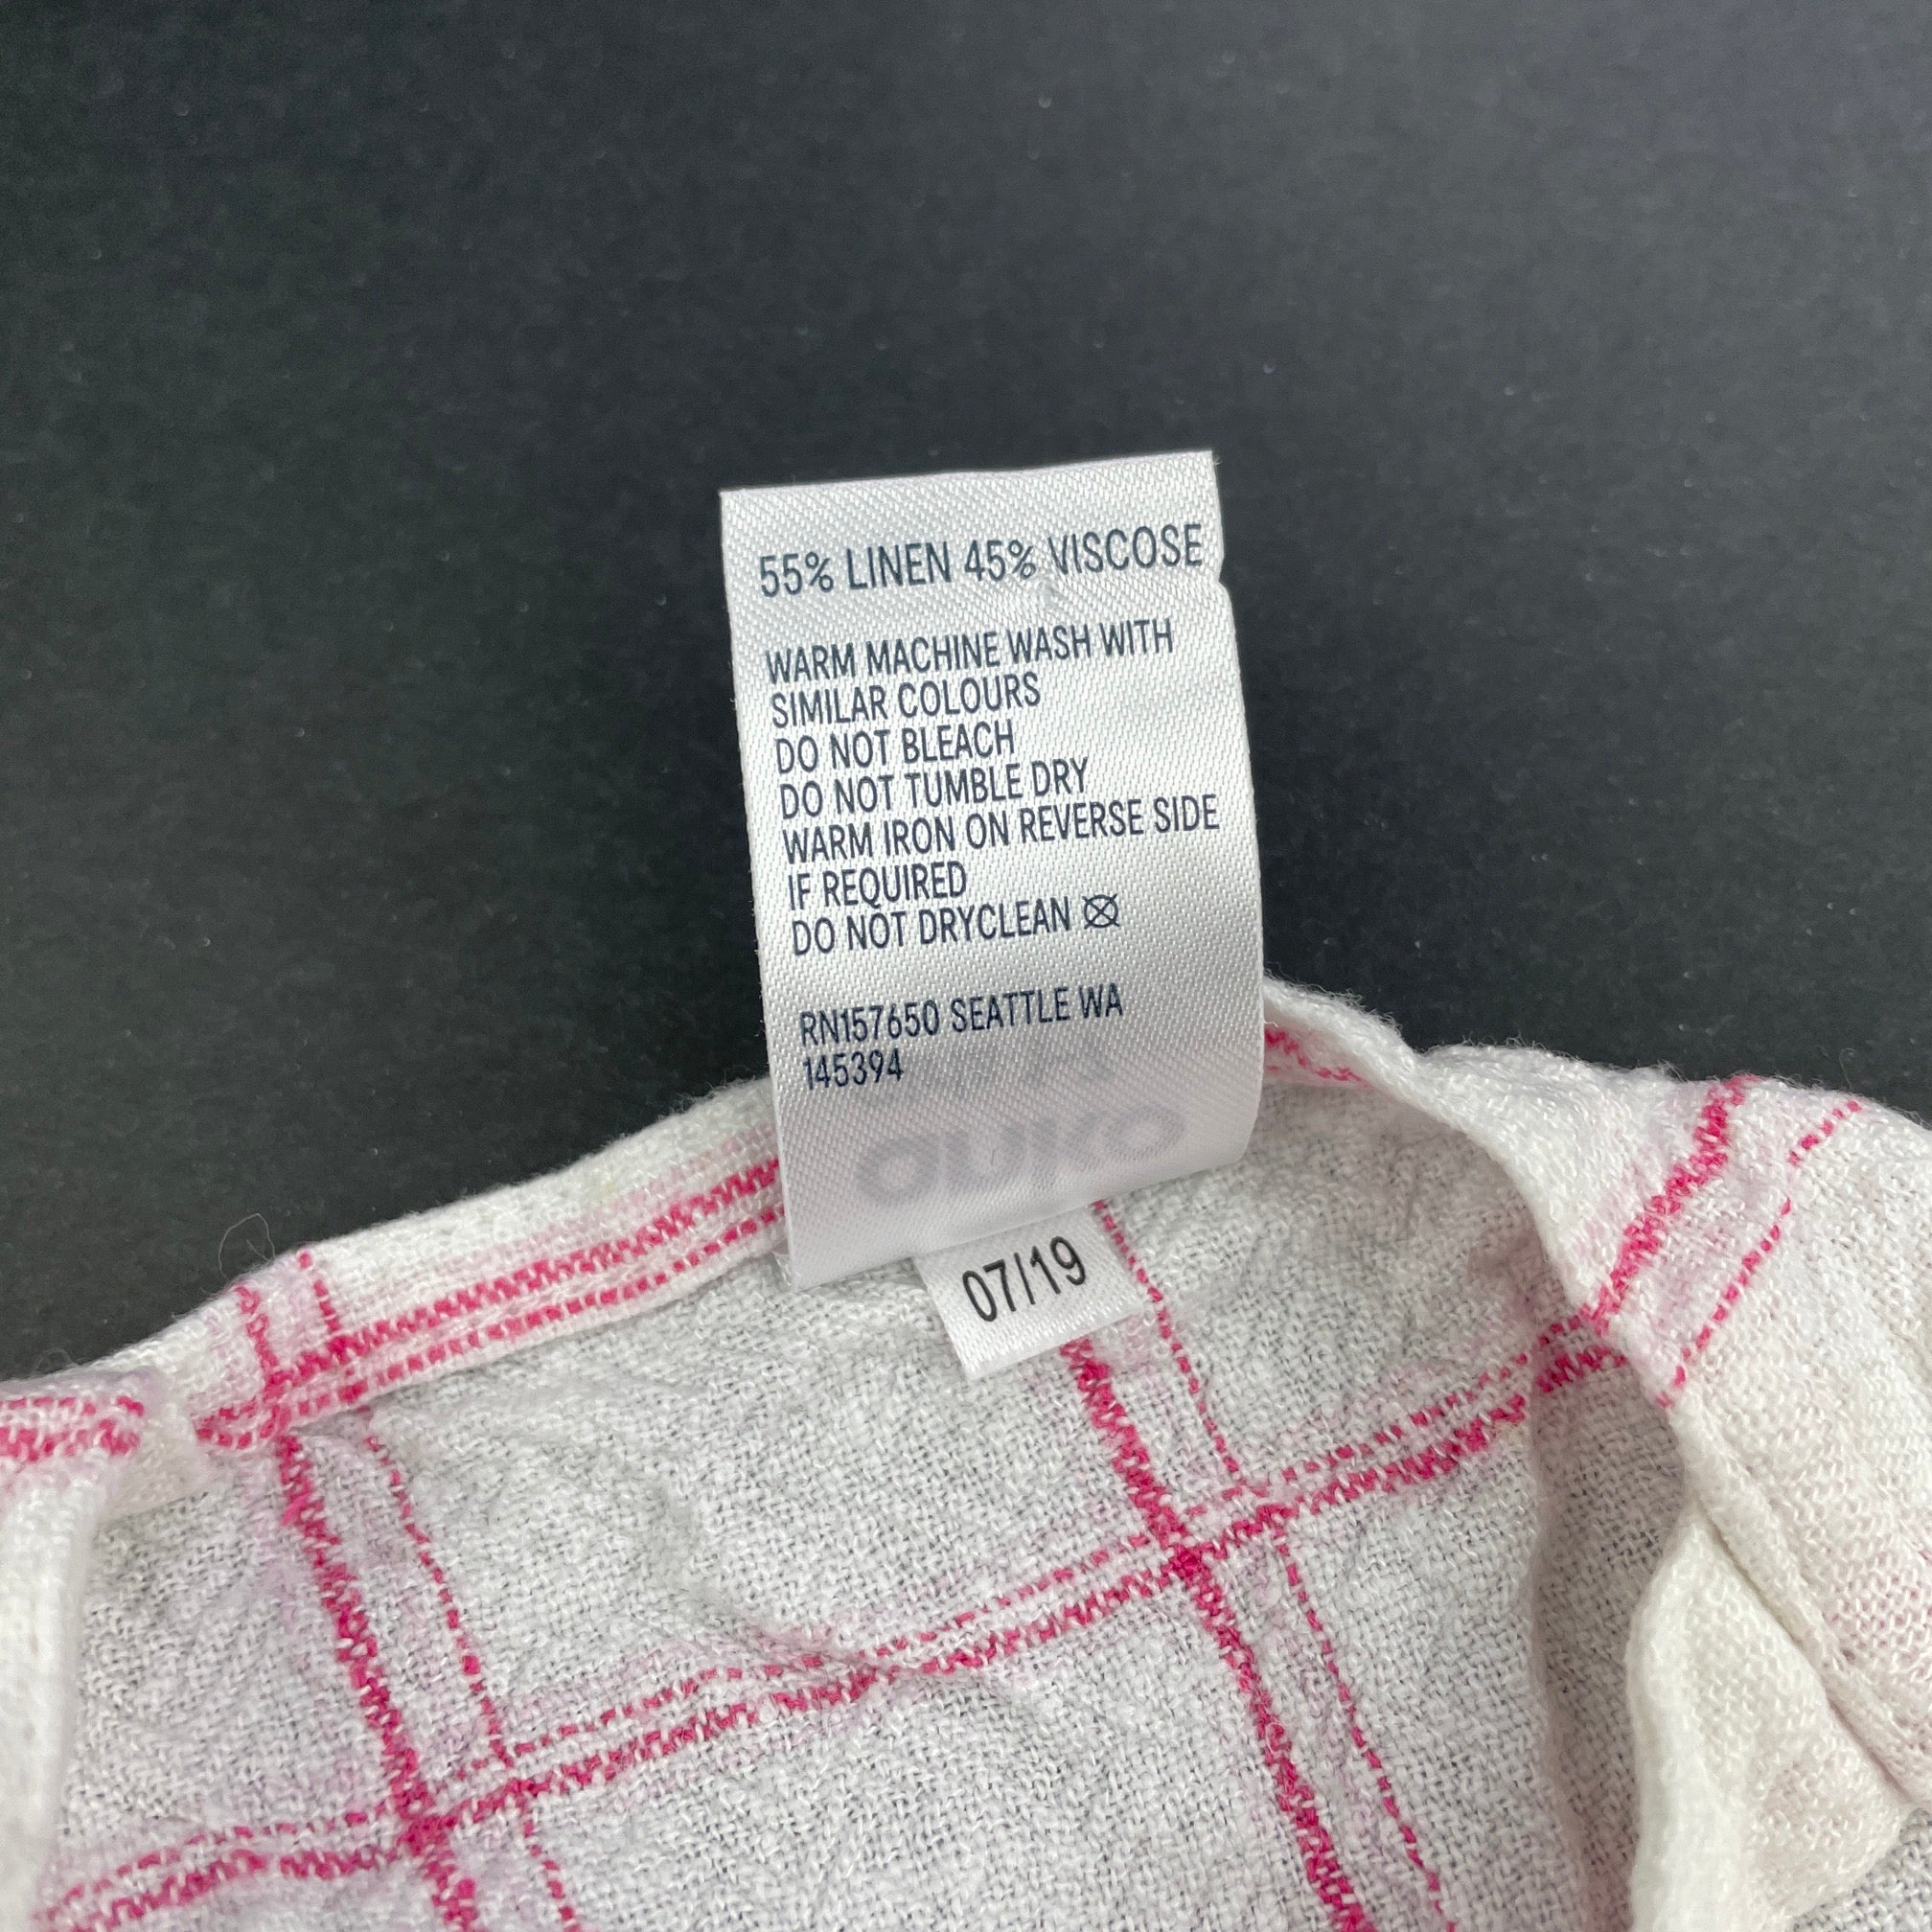 55% LINEN 45% VISCOSE
WARM MACHINE WASH WITH
SIMILAR COLOURS
DO NOT BLEACH
DO NOT TUMBLE DRY
WARM IRON ON REVERSE SIDE
IF REQUIRED
DO NOT DRYCLEAN
RN157650 SEATTLE WA
145394
07/19